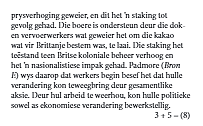 prysverhoging geweier, en dit het 'n staking tot
gevolg gehad. Die boere is ondersteun deur die dok-
en vervoerwerkers wat geweier het om die kakao
wat vir Brittanje bestem was, te laai. Die staking het
teëstand teen Britse koloniale beheer verhoog en
het 'n nasionalistiese impak gehad. Padmore (Bron
E) wys daarop dat werkers begin besef het dat hulle
verandering kon teweegbring deur gesamentlike
aksie. Deur hul arbeid te weerhou, kon hulle politieke
sowel as ekonomiese verandering bewerkstellig.
3 + 5 = (8)